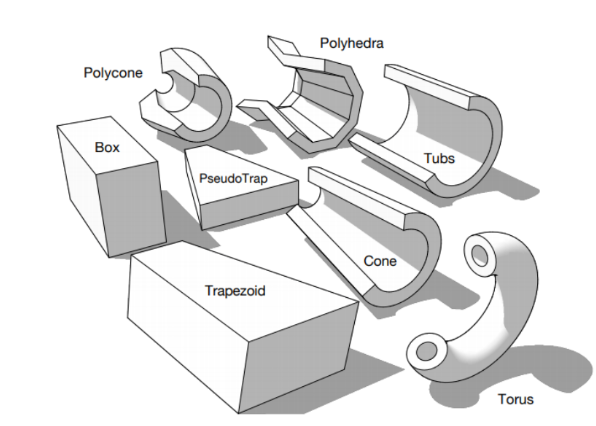 Polyhedra
Polycone
Box
Tubs
PseudoTrap
Cone
Trapezoid
Torus